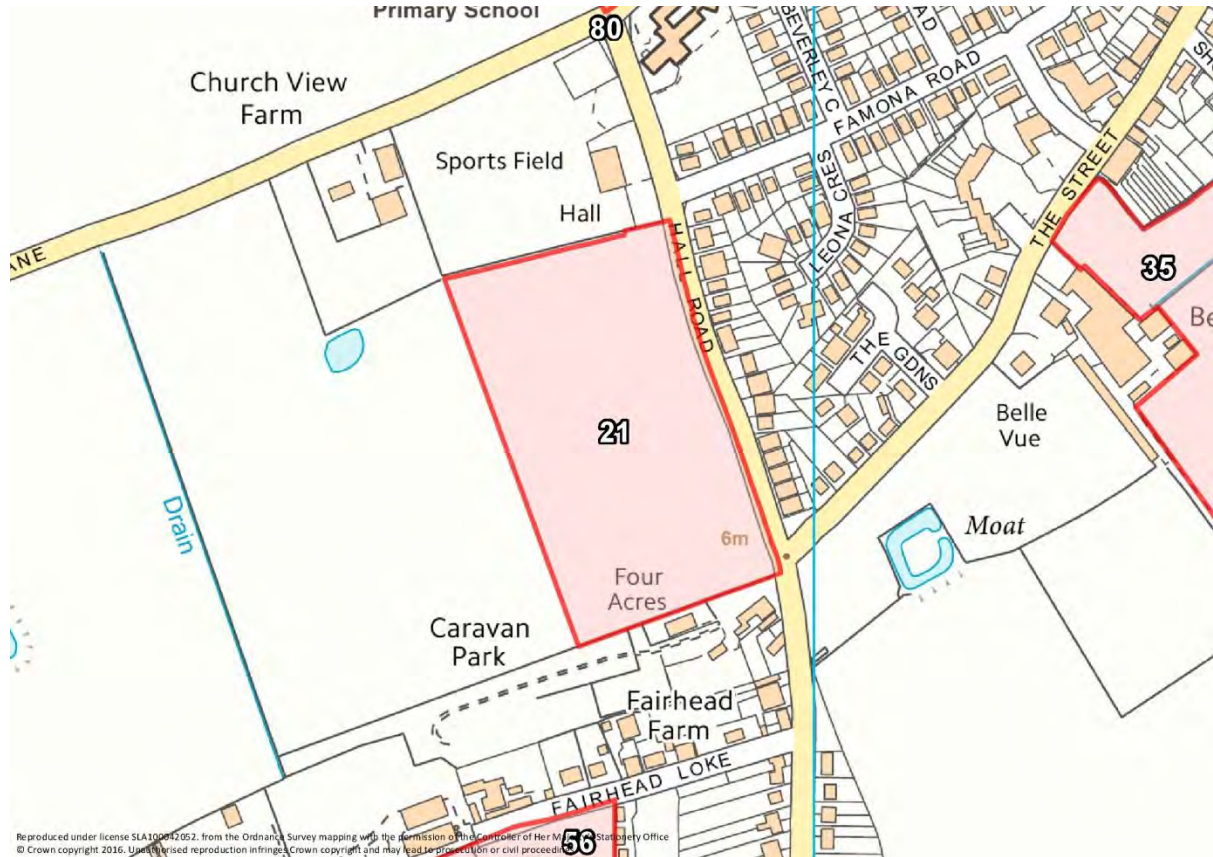 Primary School
80
Church View
Farm
BEVERLEY C
AD
FAMONA ROAD
SH
Sports Field
THE STREET
Hall
LEONA CRES
HALL ROAD
ANE
35
Be
THE GDNS
21
Belle
Vue
Drain
Moat
6m
Four
Acres
Caravan
Park
Fairhead
Farm
FAIRHEAD LOKE
56
Reproduced under license SLA100042052. from the Ordnance Survey mapping with the permission of the Controller of Her Majesty's Stationery Office
© Crown copyright 2016. Unauthorised reproduction infringes Crown copyright and may lead to prosecution or civil proceedings